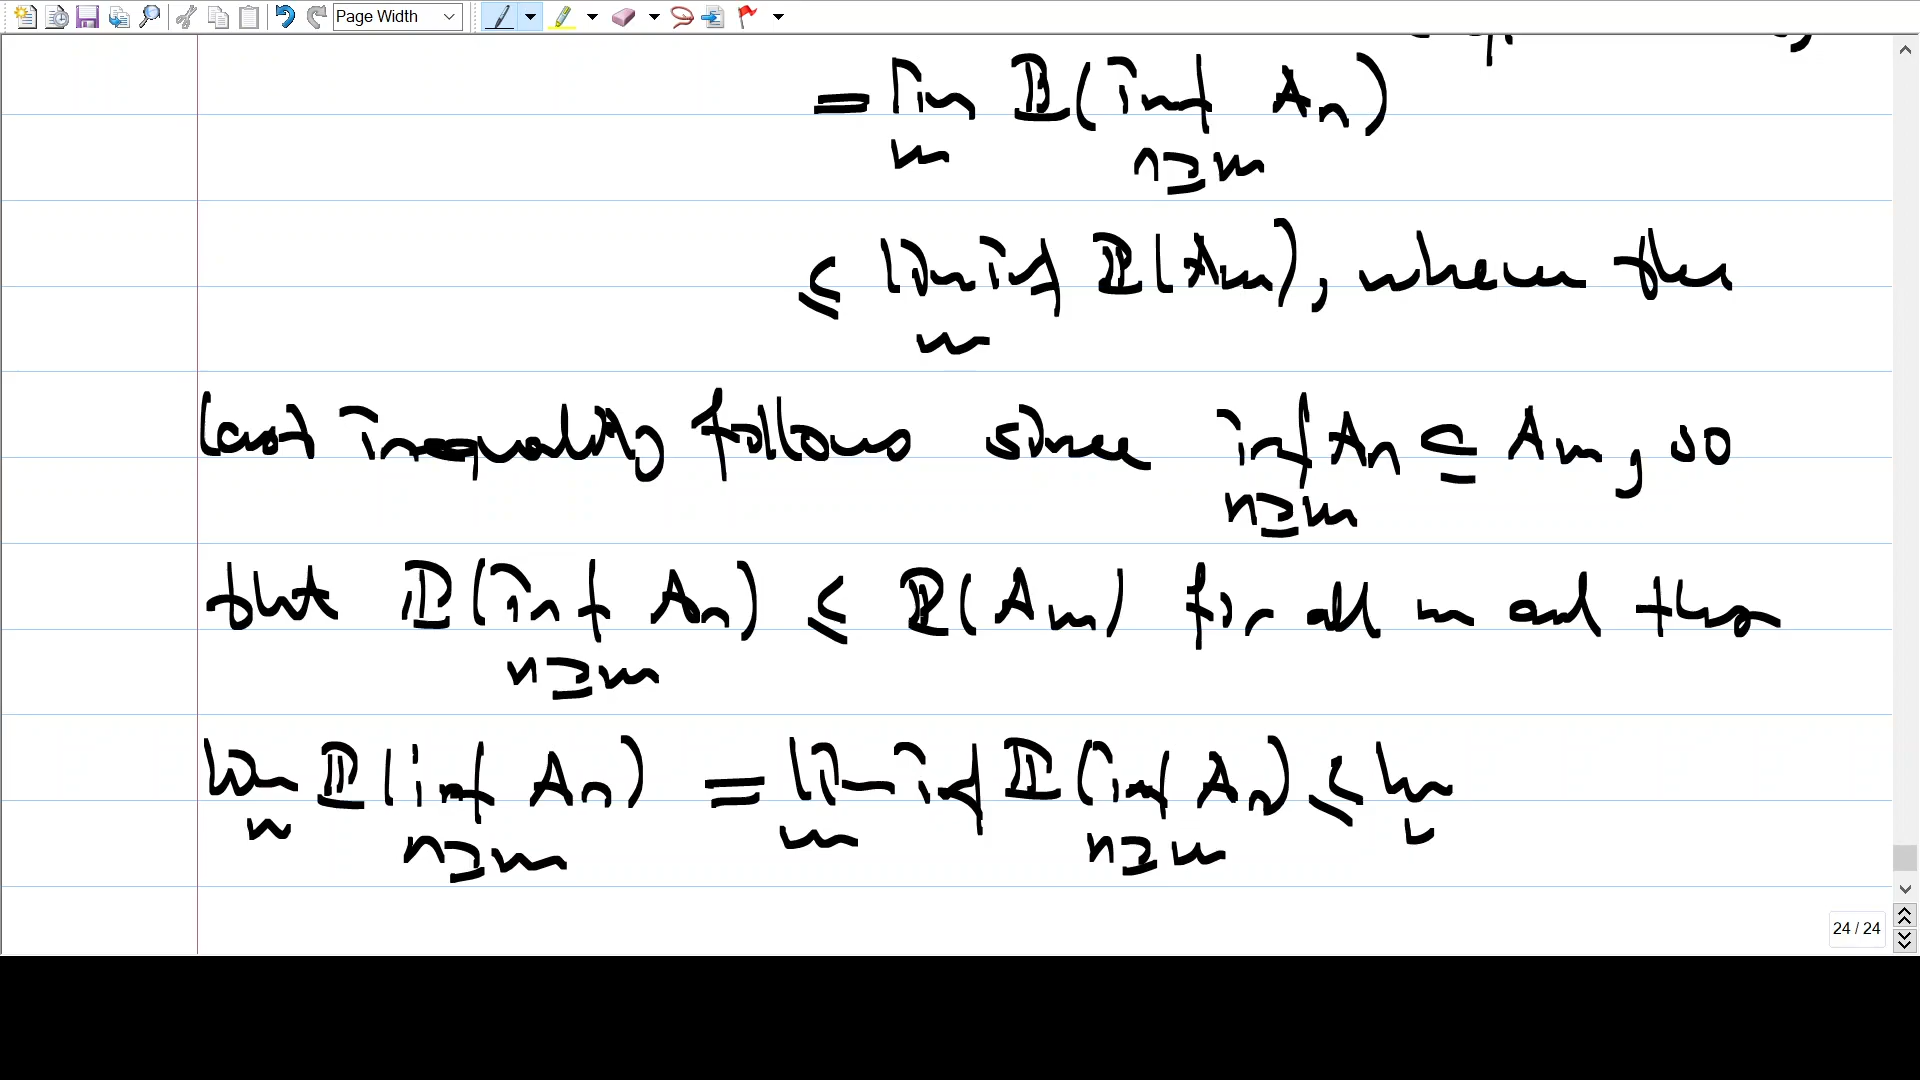 Page Width
= lim ℙ( inf An )
m n≥m
≤ liminf ℙ(Am), where the
m
last inequality follows since inf An ⊆ Am, so
n≥m
that ℙ( inf An ) ≤ ℙ( Am ) for all m and thus
n≥m
lim ℙ( inf An ) = liminf ℙ( inf An ) ≤ lim
m n≥m m n≥m
24 / 24